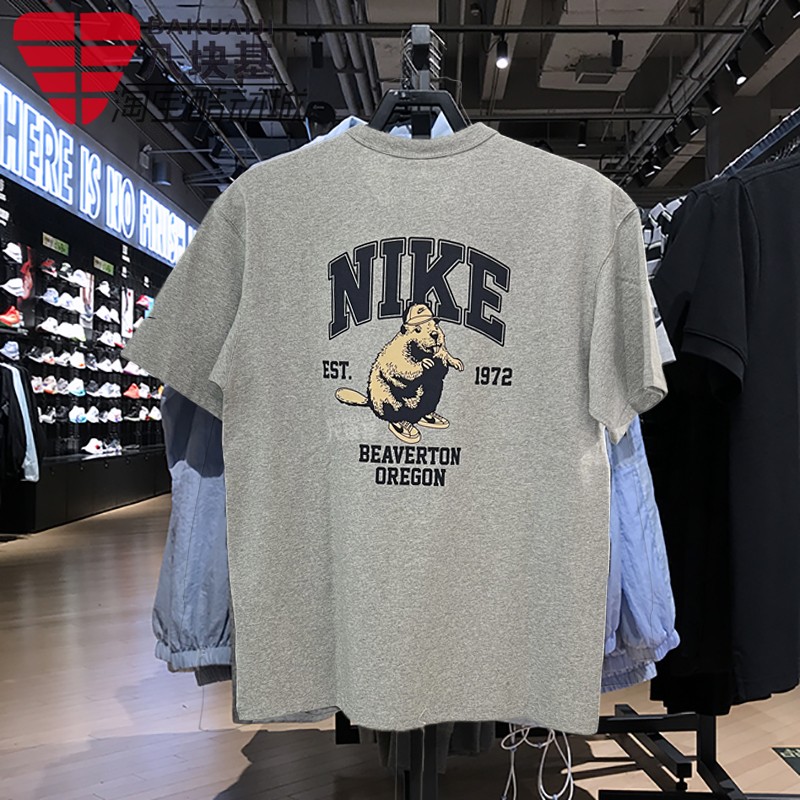 HERE IS NO FINISH
NIKE
EST. 1972
BEAVERTON
OREGON